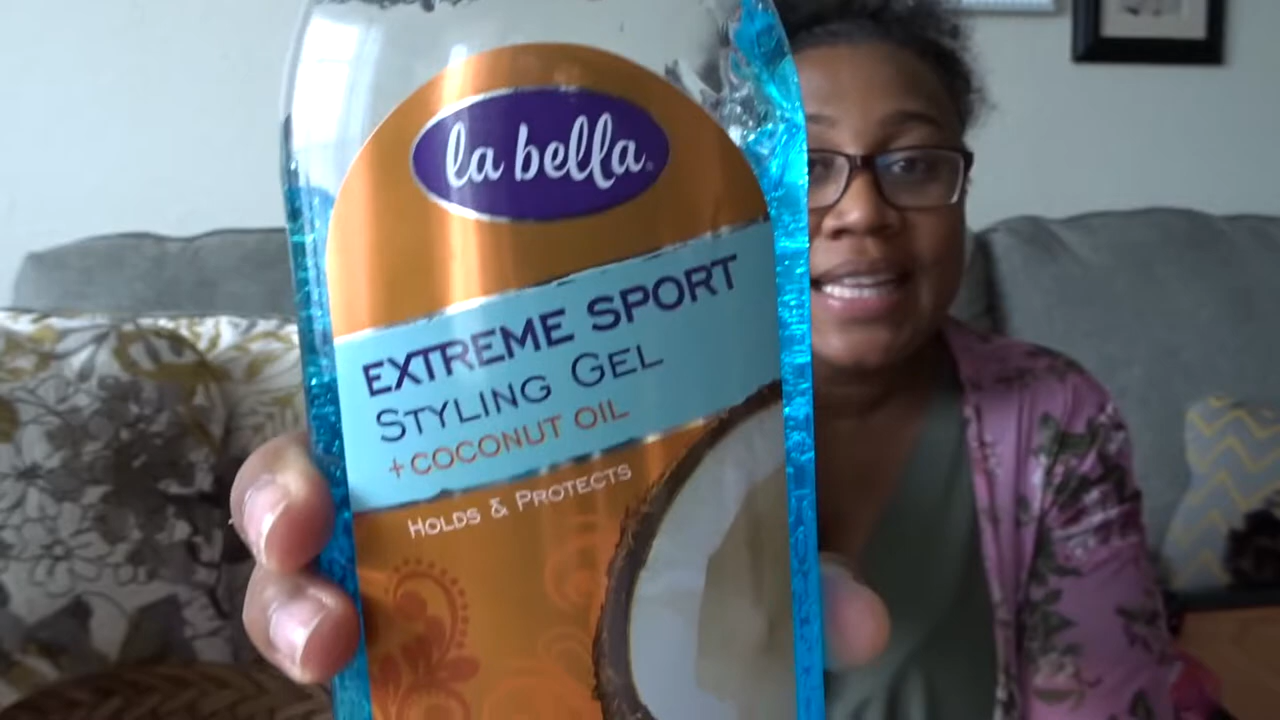 la bella
EXTREME SPORT
STYLING GEL
+COCONUT OIL
HOLDS & PROTECTS